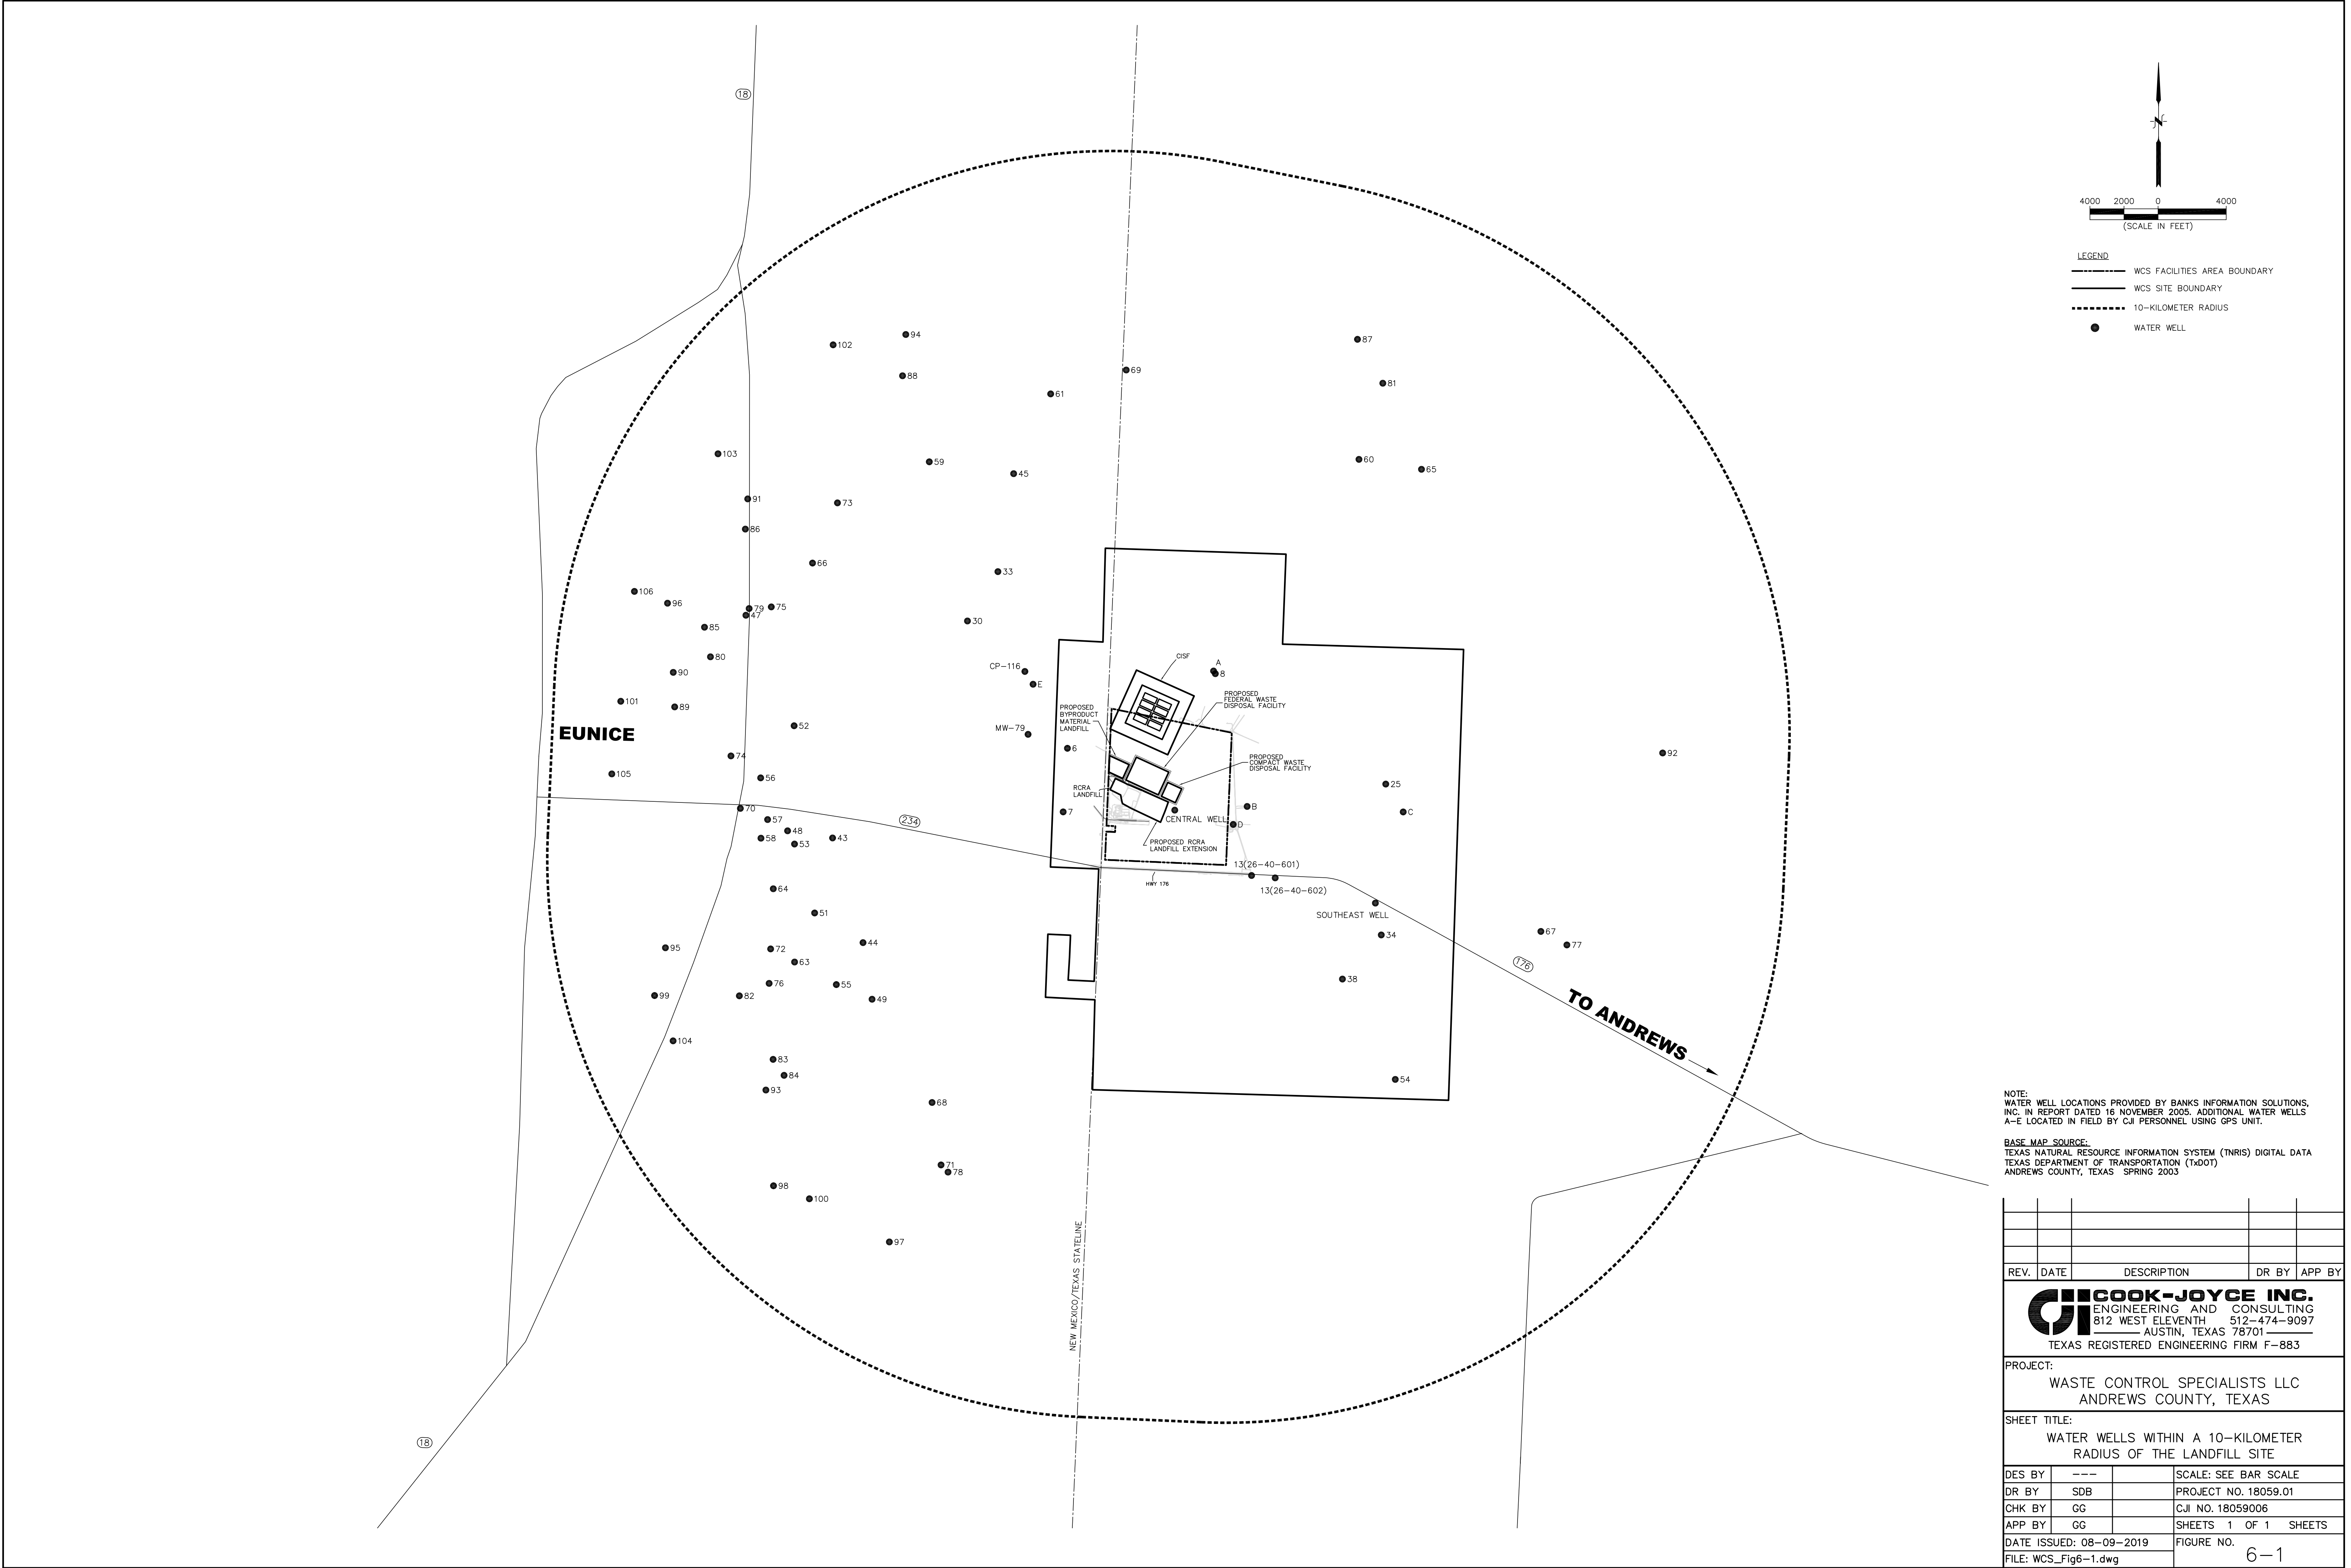 18
N
4000 2000 0 4000
(SCALE IN FEET)
LEGEND
WCS FACILITIES AREA BOUNDARY
WCS SITE BOUNDARY
10-KILOMETER RADIUS
WATER WELL
94
102
87
69
88
81
61
103
59
60
65
45
91
73
86
66
33
106
96
79
75
47
85
30
80
CISF
A
8
CP-116
90
E
PROPOSED
FEDERAL WASTE
DISPOSAL FACILITY
101
89
PROPOSED
BYPRODUCT
MATERIAL
LANDFILL
52
EUNICE
MW-79
6
74
92
PROPOSED
COMPACT WASTE
DISPOSAL FACILITY
105
56
25
RCRA
LANDFILL
70
B
7
C
CENTRAL WELL
57
234
D
48
58
43
53
PROPOSED RCRA
LANDFILL EXTENSION
13(26-40-601)
HWY 176
13(26-40-602)
64
51
SOUTHEAST WELL
67
34
44
77
95
72
63
176
38
76
55
99
82
49
TO ANDREWS
104
83
84
54
93
68
71
78
98
100
97
NEW MEXICO/TEXAS STATELINE
18
NOTE:
WATER WELL LOCATIONS PROVIDED BY BANKS INFORMATION SOLUTIONS,
INC. IN REPORT DATED 16 NOVEMBER 2005. ADDITIONAL WATER WELLS
A-E LOCATED IN FIELD BY CJI PERSONNEL USING GPS UNIT.
BASE MAP SOURCE:
TEXAS NATURAL RESOURCE INFORMATION SYSTEM (TNRIS) DIGITAL DATA
TEXAS DEPARTMENT OF TRANSPORTATION (TxDOT)
ANDREWS COUNTY, TEXAS SPRING 2003
REV. DATE DESCRIPTION DR BY APP BY
CJI
COOK-JOYCE INC.
ENGINEERING AND CONSULTING
812 WEST ELEVENTH 512-474-9097
AUSTIN, TEXAS 78701
TEXAS REGISTERED ENGINEERING FIRM F-883
PROJECT:
WASTE CONTROL SPECIALISTS LLC
ANDREWS COUNTY, TEXAS
SHEET TITLE:
WATER WELLS WITHIN A 10-KILOMETER
RADIUS OF THE LANDFILL SITE
DES BY --- SCALE: SEE BAR SCALE
DR BY SDB PROJECT NO. 18059.01
CHK BY GG CJI NO. 18059006
APP BY GG SHEETS 1 OF 1 SHEETS
DATE ISSUED: 08-09-2019 FIGURE NO.
FILE: WCS_Fig6-1.dwg 6-1